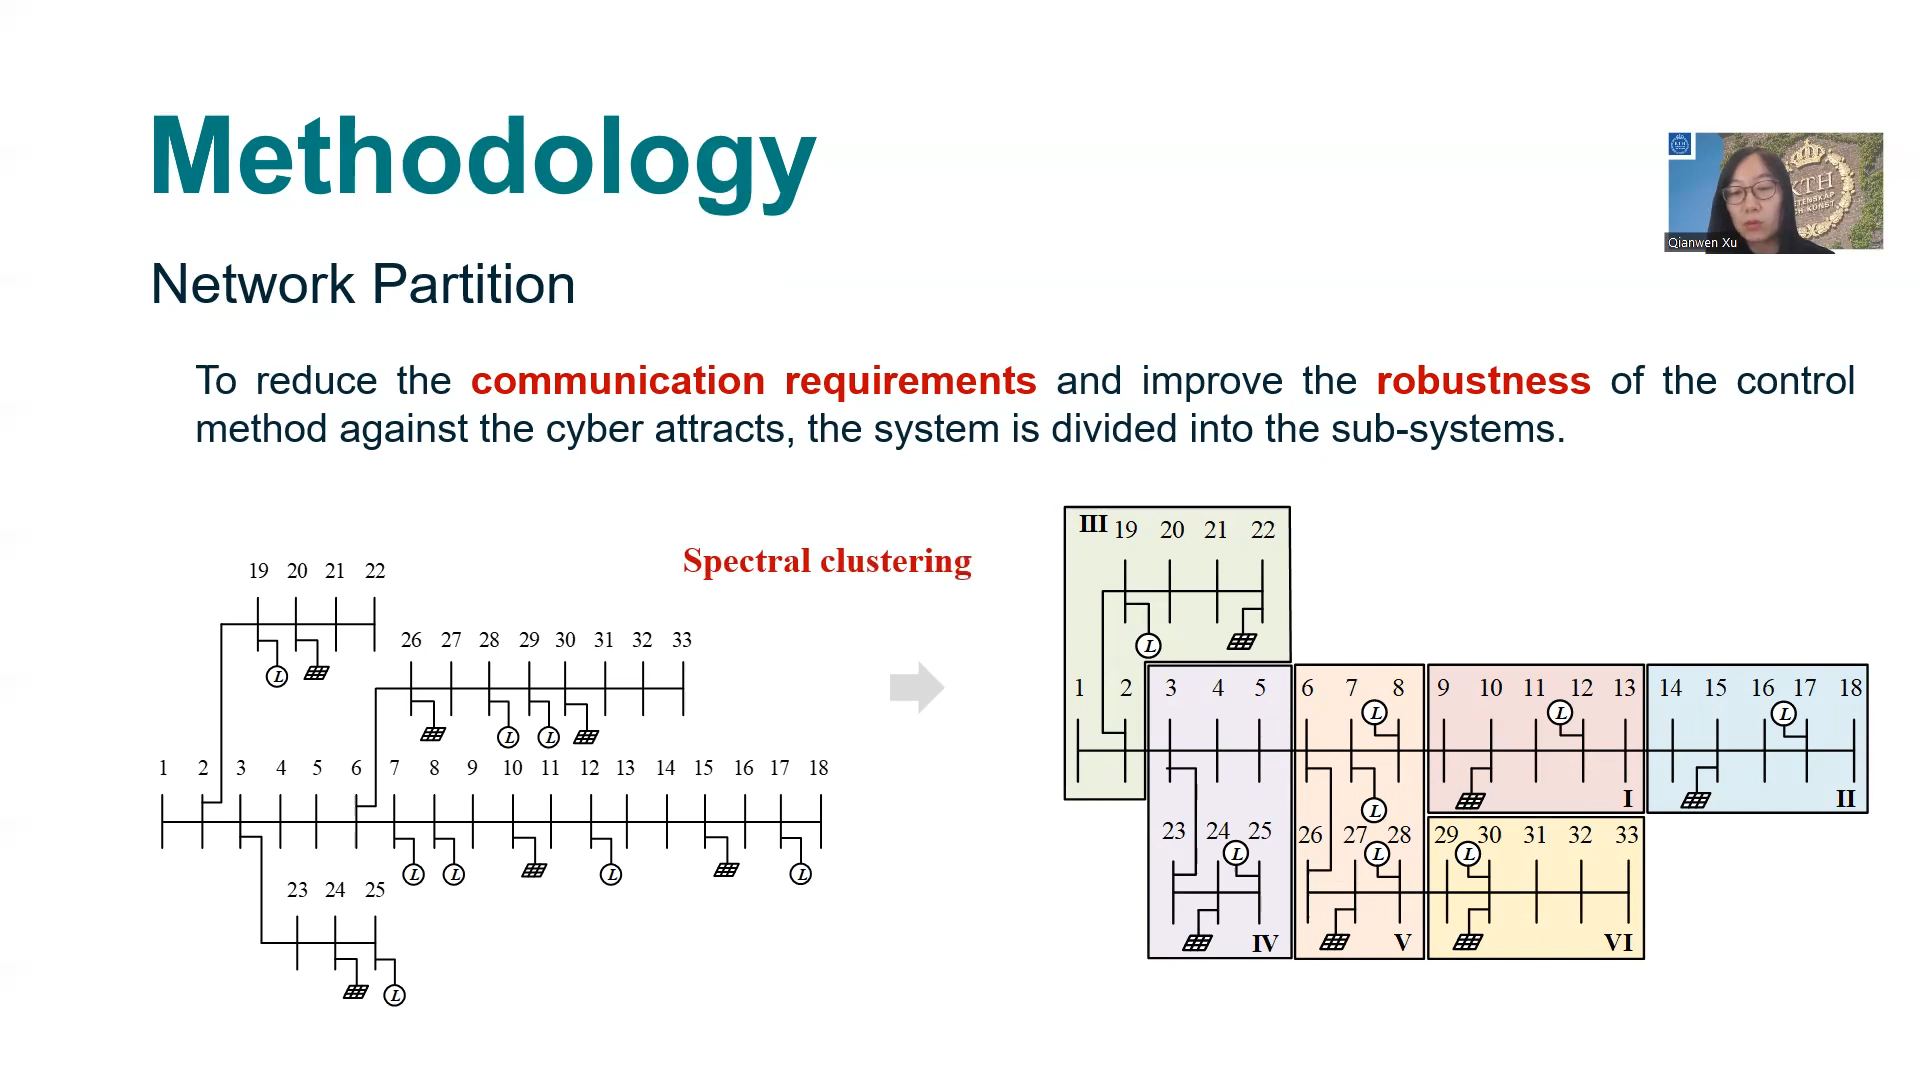 Methodology
Network Partition
To reduce the communication requirements and improve the robustness of the control
method against the cyber attracts, the system is divided into the sub-systems.
Qianwen Xu
KTH
CH KONST
Spectral clustering
19 20 21 22
L
26 27 28 29 30 31 32 33
L L
1 2 3 4 5 6 7 8 9 10 11 12 13 14 15 16 17 18
L L L L
23 24 25
L
III 19 20 21 22
L
1 2 3 4 5 6 7 8 9 10 11 12 13 14 15 16 17 18
L L L
L
I II
23 24 25 26 27 28 29 30 31 32 33
L L L
IV V VI